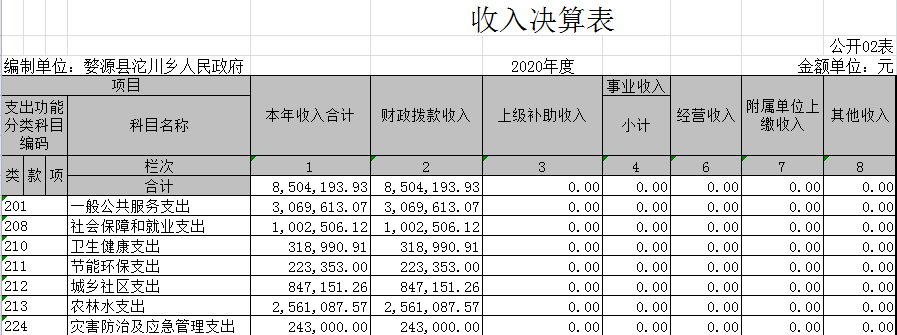 收入决算表
公开02表
编制单位：婺源县沱川乡人民政府 2020年度 金额单位：元
项目 本年收入合计 财政拨款收入 上级补助收入 事业收入 经营收入 附属单位上缴收入 其他收入
支出功能分类科目编码 科目名称 小计
类 款 项 栏次 1 2 3 4 6 7 8
合计 8,504,193.93 8,504,193.93 0.00 0.00 0.00 0.00 0.00
201 一般公共服务支出 3,069,613.07 3,069,613.07 0.00 0.00 0.00 0.00 0.00
208 社会保障和就业支出 1,002,506.12 1,002,506.12 0.00 0.00 0.00 0.00 0.00
210 卫生健康支出 318,990.91 318,990.91 0.00 0.00 0.00 0.00 0.00
211 节能环保支出 223,353.00 223,353.00 0.00 0.00 0.00 0.00 0.00
212 城乡社区支出 847,151.26 847,151.26 0.00 0.00 0.00 0.00 0.00
213 农林水支出 2,561,087.57 2,561,087.57 0.00 0.00 0.00 0.00 0.00
224 灾害防治及应急管理支出 243,000.00 243,000.00 0.00 0.00 0.00 0.00 0.00